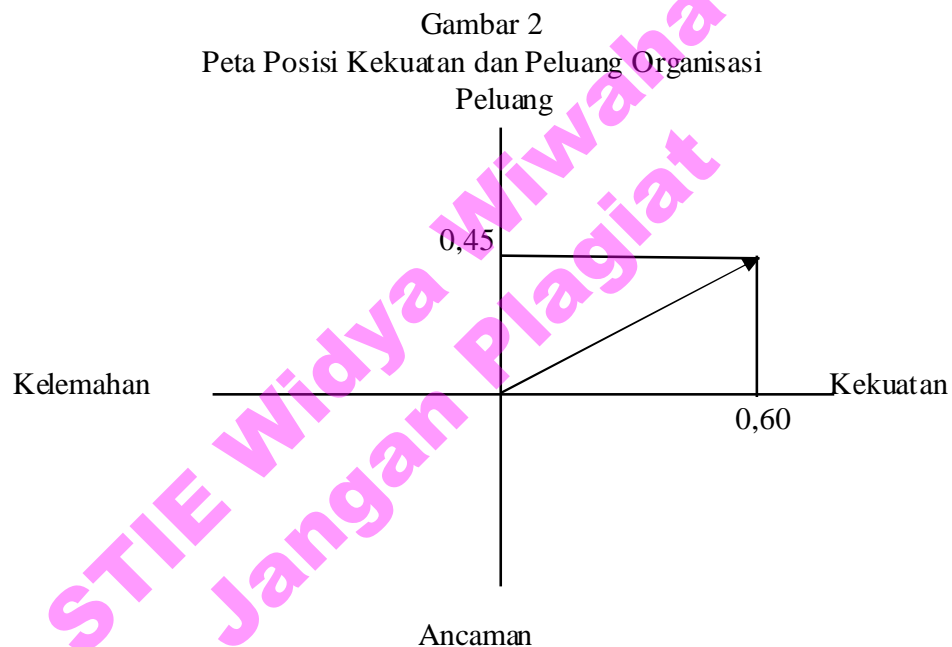 Gambar 2
Peta Posisi Kekuatan dan Peluang Organisasi
Peluang
0,45
Kelemahan
Kekuatan
0,60
Ancaman
STIE Widya Wiwaha
Jangan Plagiat